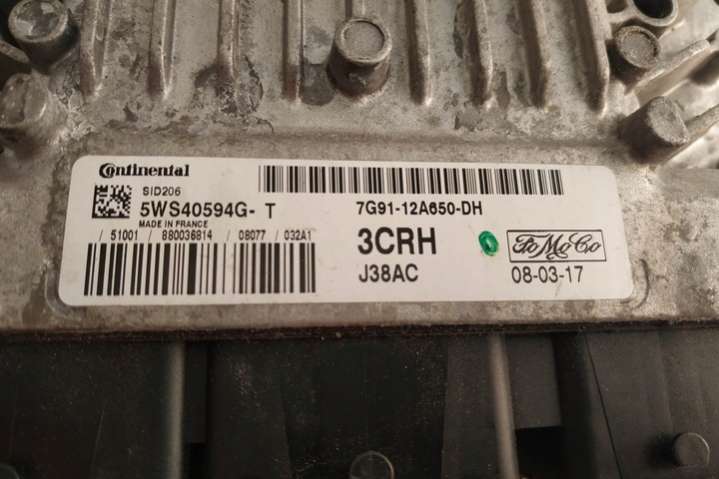 Continental
SID206
5WS40594G- T
MADE IN FRANCE
/ 51001 / 880036814 / 08077 / 032A1
7G91-12A650-DH
3CRH
FoMoCo
J38AC
08-03-17